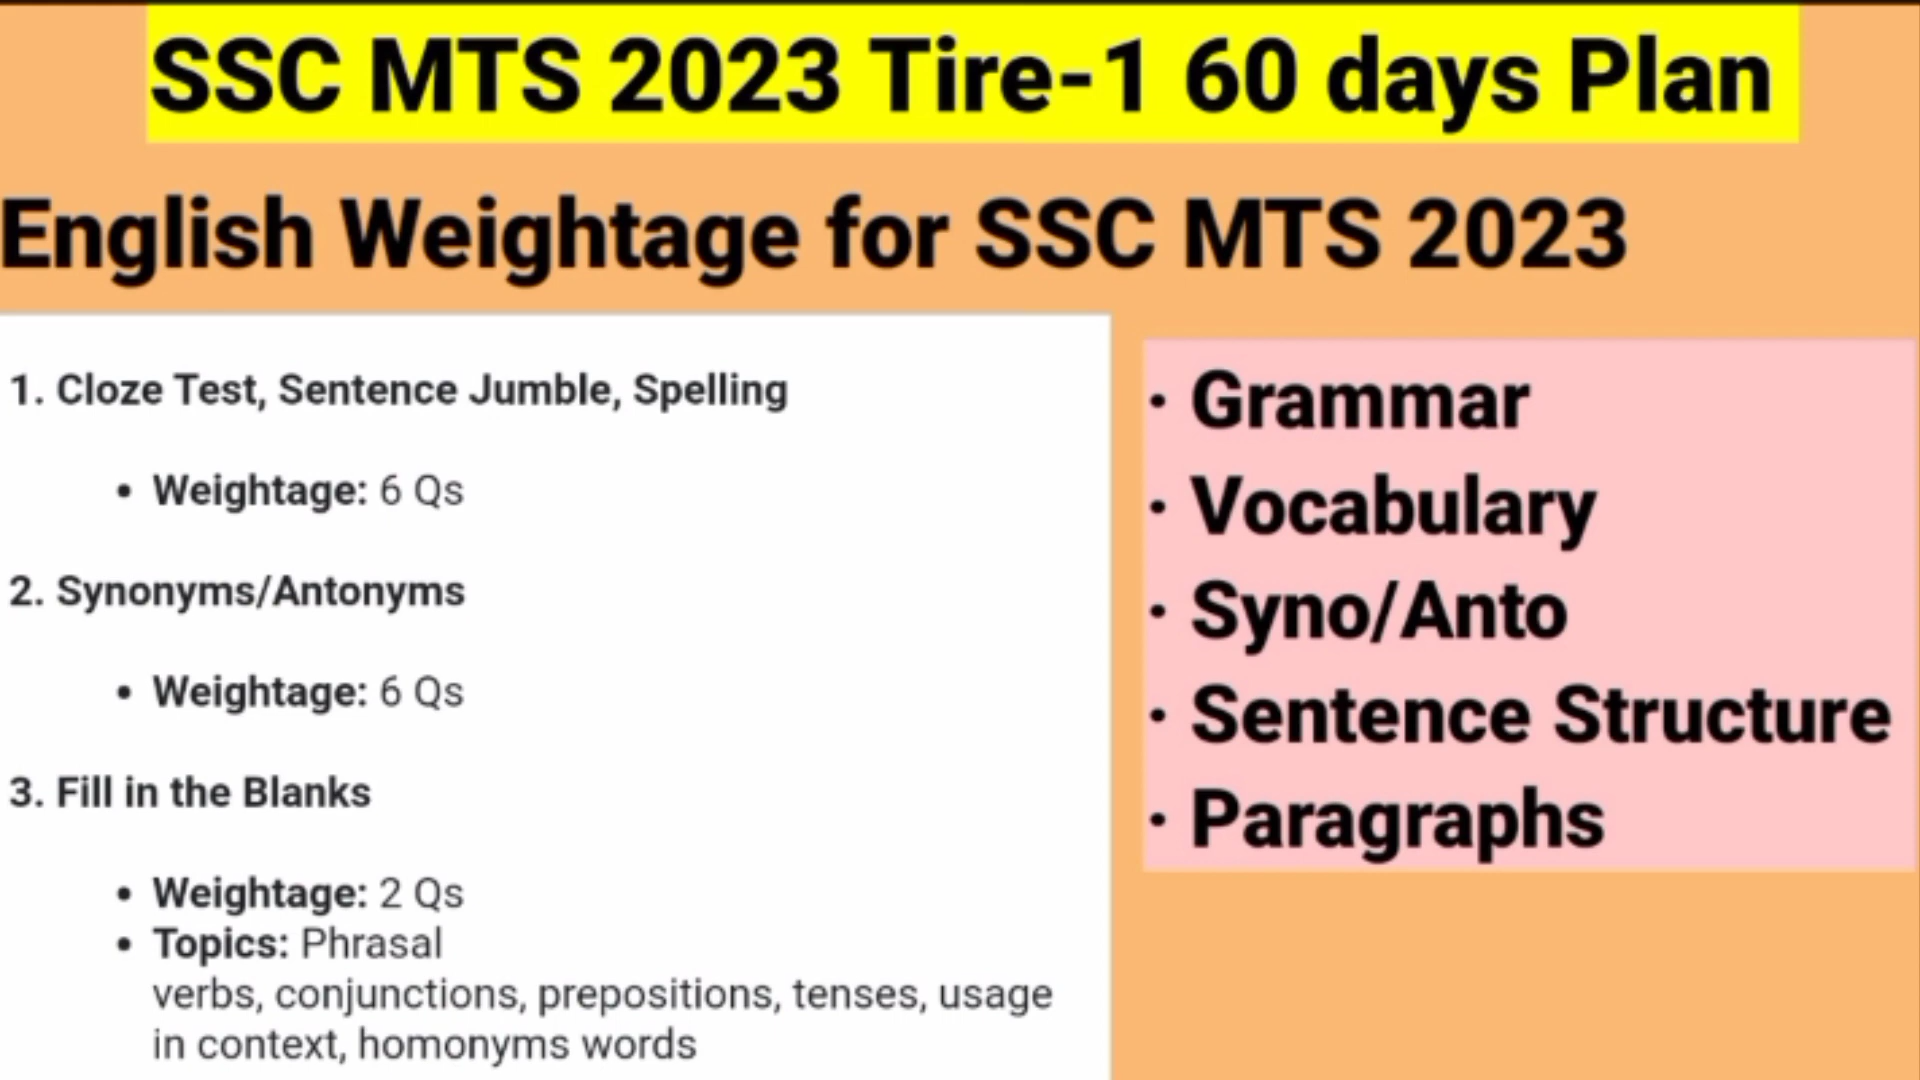 SSC MTS 2023 Tire-1 60 days Plan
English Weightage for SSC MTS 2023
1. Cloze Test, Sentence Jumble, Spelling
• Weightage: 6 Qs
2. Synonyms/Antonyms
• Weightage: 6 Qs
3. Fill in the Blanks
• Weightage: 2 Qs
• Topics: Phrasal
verbs, conjunctions, prepositions, tenses, usage
in context, homonyms words
· Grammar
· Vocabulary
· Syno/Anto
· Sentence Structure
· Paragraphs